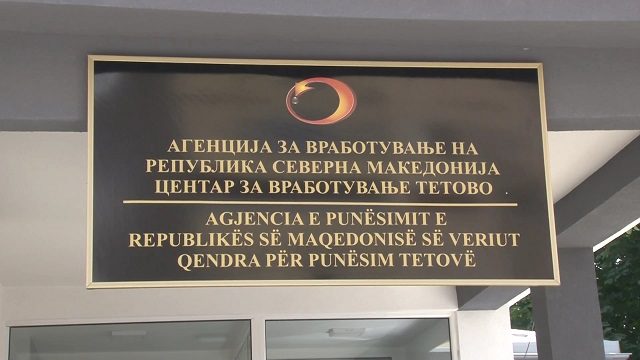 АГЕНЦИЈА ЗА ВРАБОТУВАЊЕ НА
РЕПУБЛИКА СЕВЕРНА МАКЕДОНИЈА
ЦЕНТАР ЗА ВРАБОТУВАЊЕ ТЕТОВО
AGJENCIA E PUNËSIMIT E
REPUBLIKËS SË MAQEDONISË SË VERIUT
QENDRA PËR PUNËSIM TETOVË